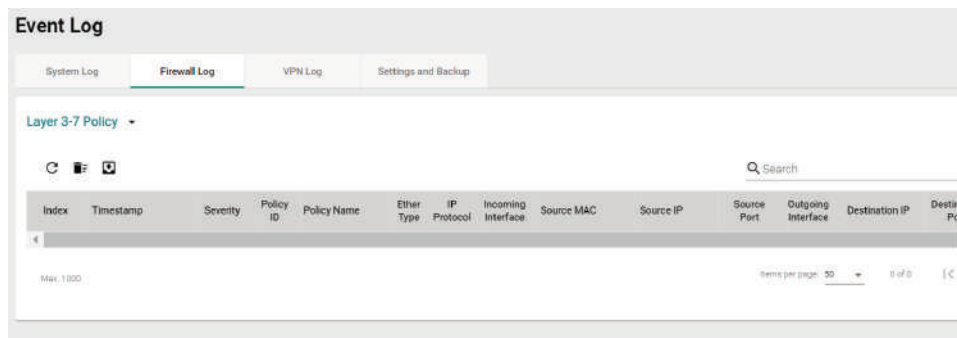 Event Log
System Log Firewall Log VPN Log Settings and Backup
Layer 3-7 Policy
Search
Index Timestamp Severity Policy ID Policy Name Ether Type IP Protocol Incoming Interface Source MAC Source IP Source Port Outgoing Interface Destination IP
Max. 1000 Items per page: 50 0 of 0